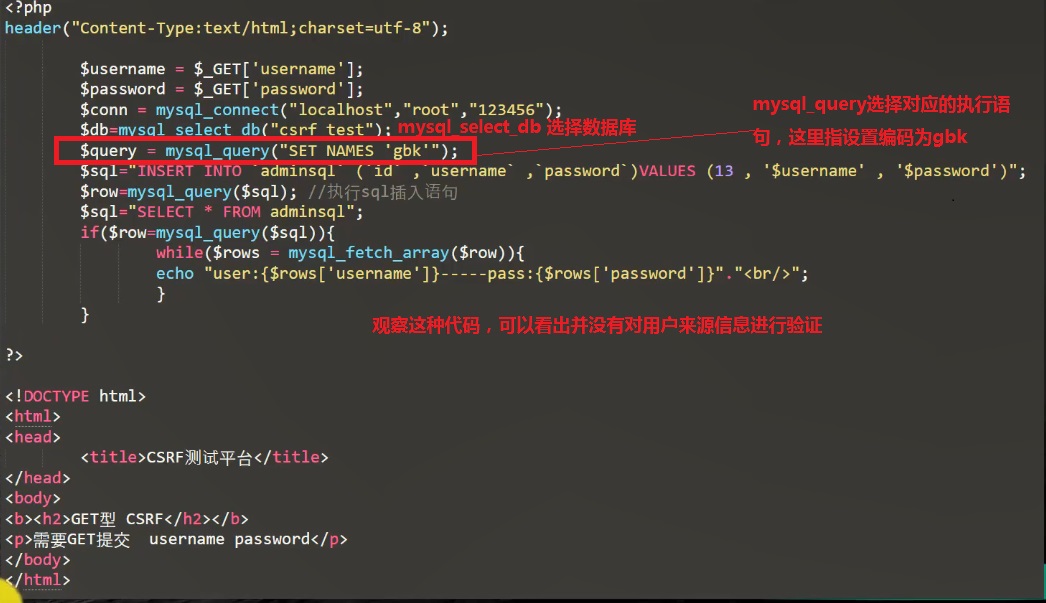 <?php
header("Content-Type:text/html;charset=utf-8");
$username = $_GET['username'];
$password = $_GET['password'];
$conn = mysql_connect("localhost","root","123456");
mysql_query选择对应的执行语
句，这里指设置编码为gbk
$db=mysql_select_db("csrf_test");
mysql_select_db 选择数据库
$query = mysql_query("SET NAMES 'gbk'");
$sql="INSERT INTO `adminsql` (`id` ,`username` ,`password`)VALUES (13 , '$username' , '$password')";
$row=mysql_query($sql); //执行sql插入语句
$sql="SELECT * FROM adminsql";
if($row=mysql_query($sql)){
while($rows = mysql_fetch_array($row)){
echo "user:{$rows['username']}-----pass:{$rows['password']}"."<br/>";
}
}
观察这种代码，可以看出并没有对用户来源信息进行验证
?>
<!DOCTYPE html>
<html>
<head>
<title>CSRF测试平台</title>
</head>
<body>
<b><h2>GET型 CSRF</h2></b>
<p>需要GET提交  username password</p>
</body>
</html>